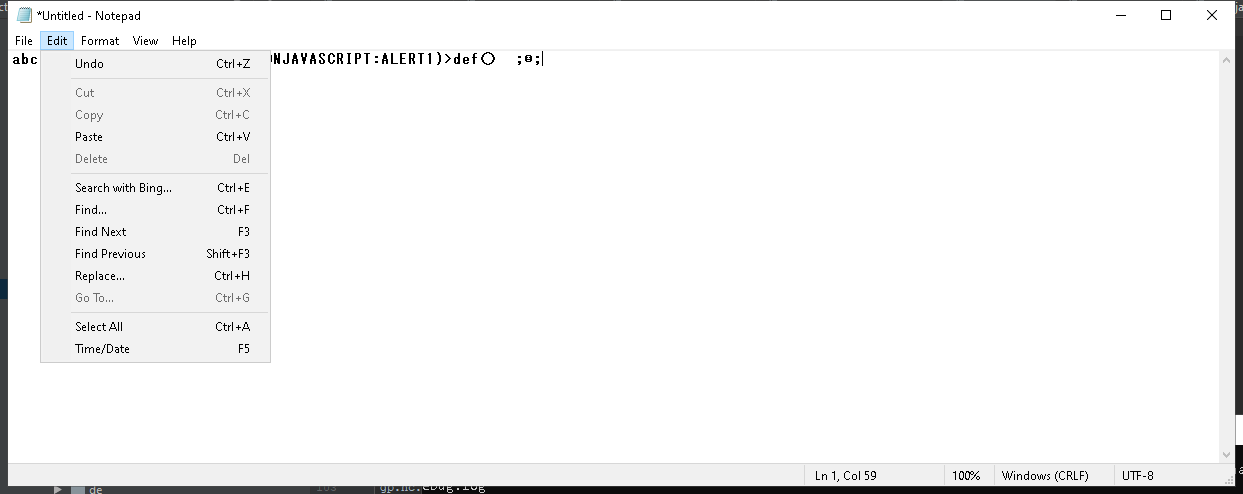 *Untitled - Notepad
File Edit Format View Help
abc NJAVASCRIPT:ALERT1)>def〇 ;⊖;
Undo Ctrl+Z
Cut Ctrl+X
Copy Ctrl+C
Paste Ctrl+V
Delete Del
Search with Bing... Ctrl+E
Find... Ctrl+F
Find Next F3
Find Previous Shift+F3
Replace... Ctrl+H
Go To... Ctrl+G
Select All Ctrl+A
Time/Date F5
Ln 1, Col 59 100% Windows (CRLF) UTF-8
de